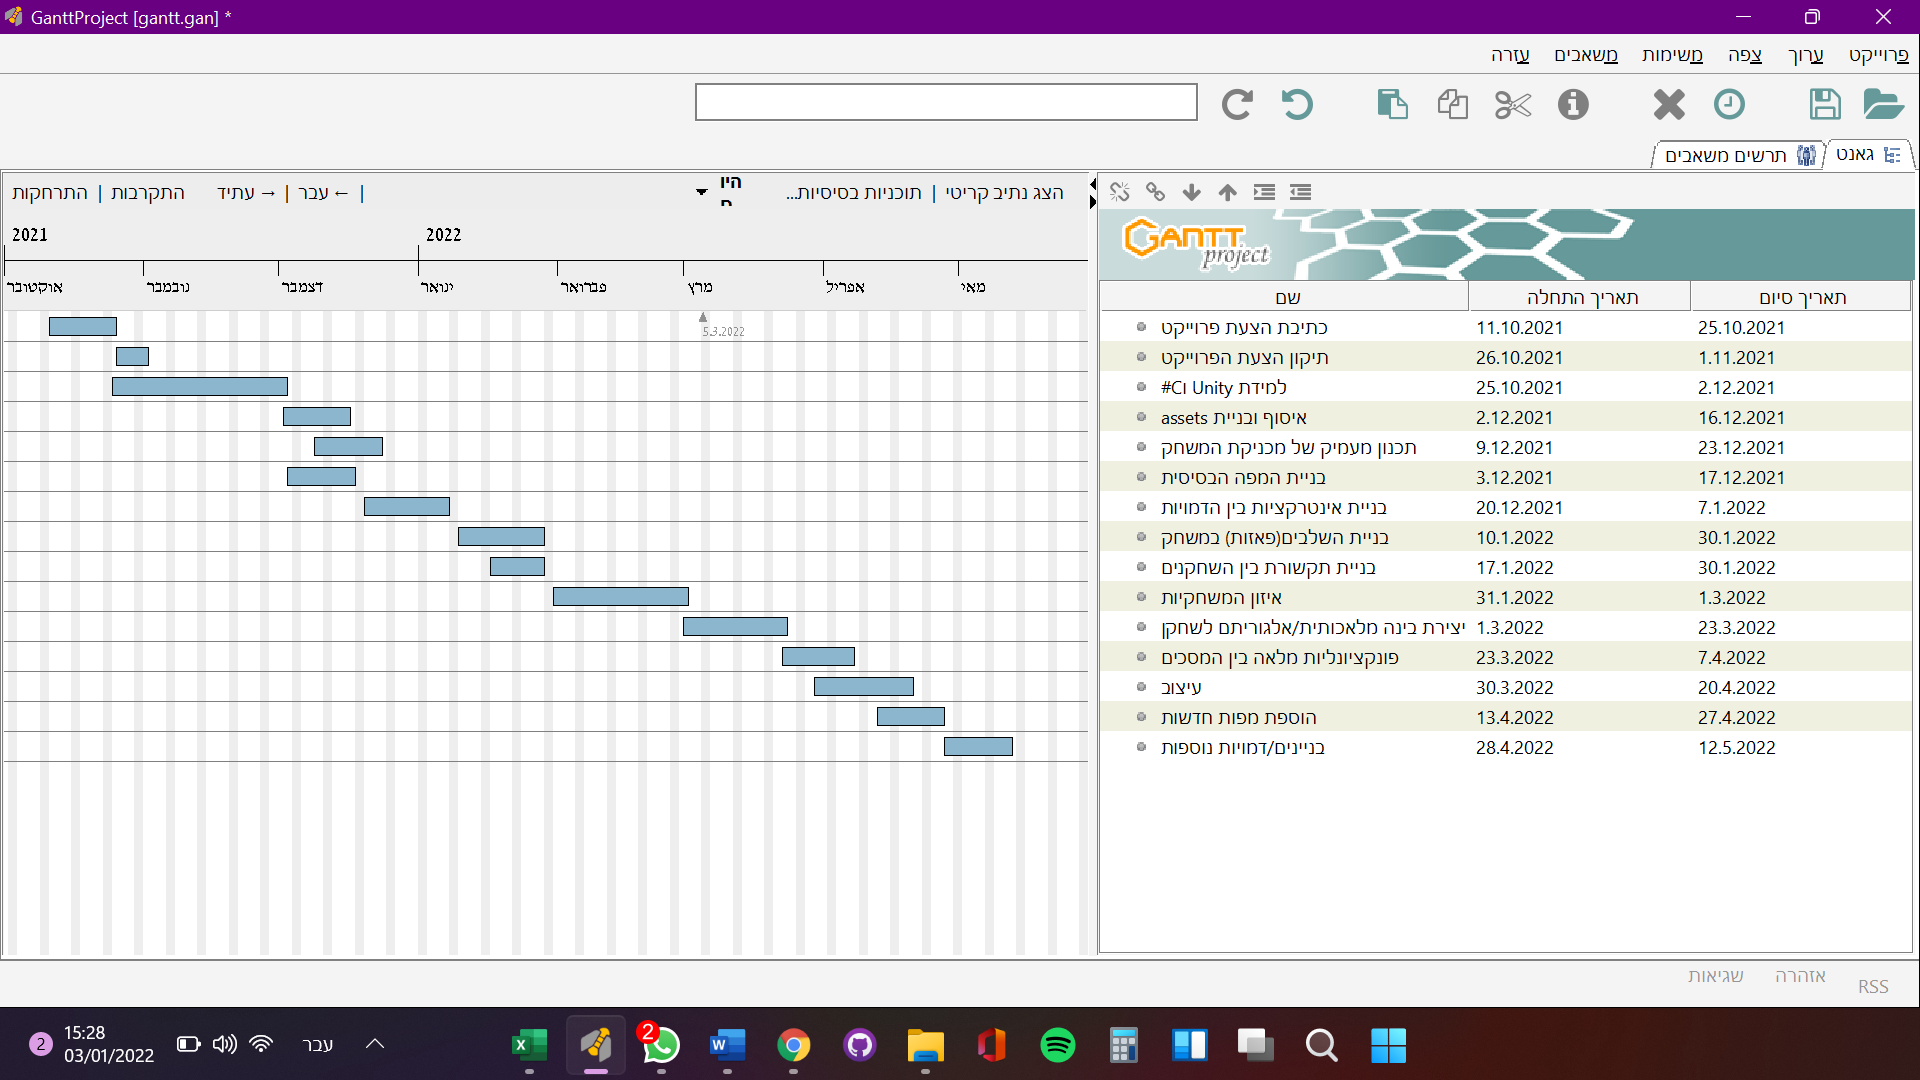 GanttProject [gantt.gan] *
פרוייקט ערוך צפה משימות משאבים עזרה
גאנט תרשים משאבים
הצג נתיב קריטי | תוכניות בסיסיות... | ← עבר | עתיד → התקרבות | התרחקות
2021 2022
אוקטובר נובמבר דצמבר ינואר פברואר מרץ אפריל מאי
5.3.2022
GANTT project
שם תאריך התחלה תאריך סיום
כתיבת הצעת פרוייקט 11.10.2021 25.10.2021
תיקון הצעת הפרוייקט 26.10.2021 1.11.2021
למידת Unity וC# 25.10.2021 2.12.2021
איסוף ובניית assets 2.12.2021 16.12.2021
תכנון מעמיק של מכניקת המשחק 9.12.2021 23.12.2021
בניית המפה הבסיסית 3.12.2021 17.12.2021
בניית אינטרקציות בין הדמויות 20.12.2021 7.1.2022
בניית השלבים(פאזות) במשחק 10.1.2022 30.1.2022
בניית תקשורת בין השחקנים 17.1.2022 30.1.2022
איזון המשחקיות 31.1.2022 1.3.2022
יצירת בינה מלאכותית/אלגוריתם לשחקן 1.3.2022 23.3.2022
פונקציונליות מלאה בין המסכים 23.3.2022 7.4.2022
עיצוב 30.3.2022 20.4.2022
הוספת מפות חדשות 13.4.2022 27.4.2022
בניינים/דמויות נוספות 28.4.2022 12.5.2022
שגיאות אזהרה RSS
2 15:28 עבר 2
03/01/2022